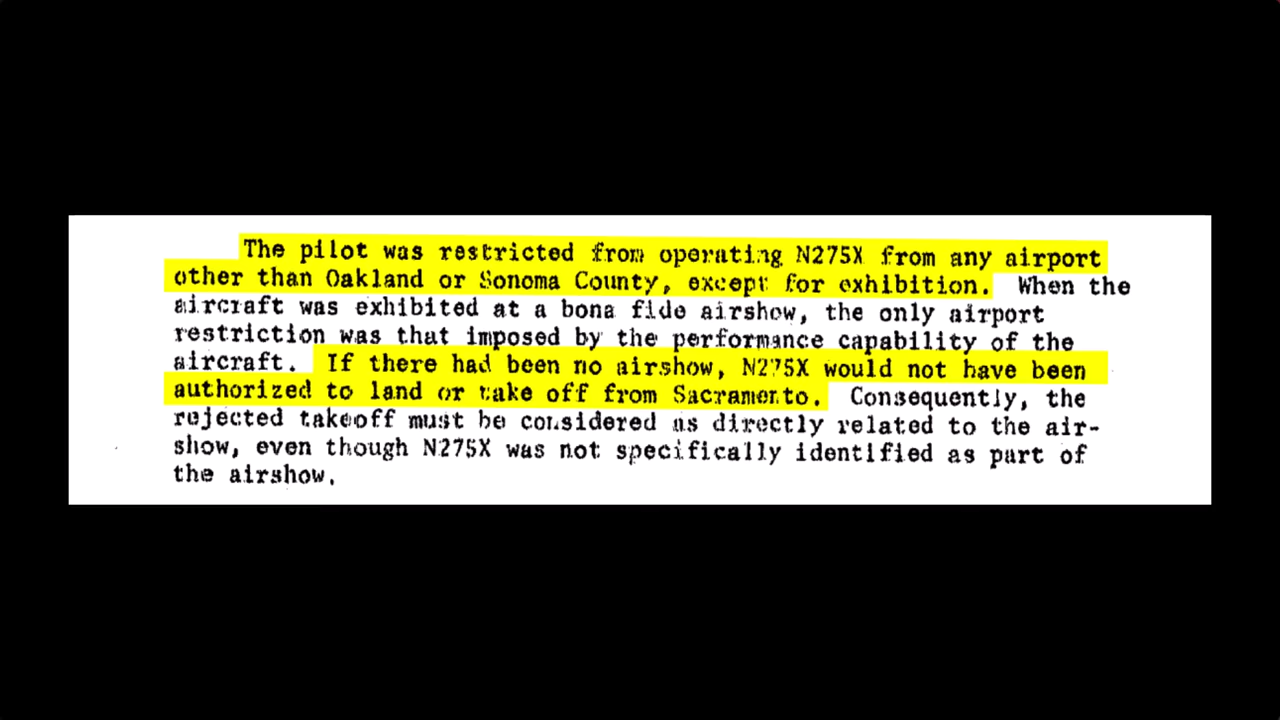 The pilot was restricted from operating N275X from any airport
other than Oakland or Sonoma County, except for exhibition. When the
aircraft was exhibited at a bona fide airshow, the only airport
restriction was that imposed by the performance capability of the
aircraft. If there had been no airshow, N275X would not have been
authorized to land or take off from Sacramento. Consequently, the
rejected takeoff must be considered as directly related to the air-
show, even though N275X was not specifically identified as part of
the airshow.